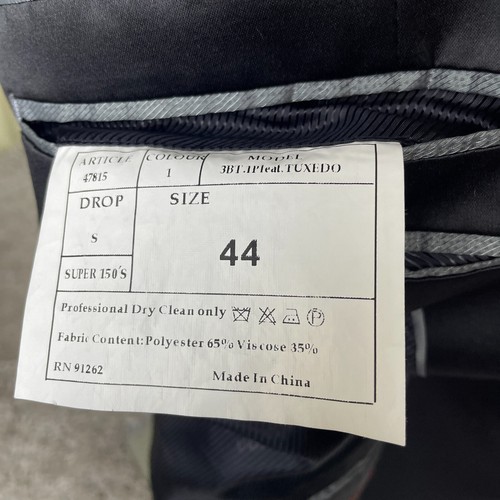 ARTICLE COLOUR MODEL
47815 1 3BT.1Pleat.TUXEDO
DROP SIZE
S 44
SUPER 150'S
Professional Dry Clean only
Fabric Content:Polyester 65% Viscose 35%
RN 91262 Made In China